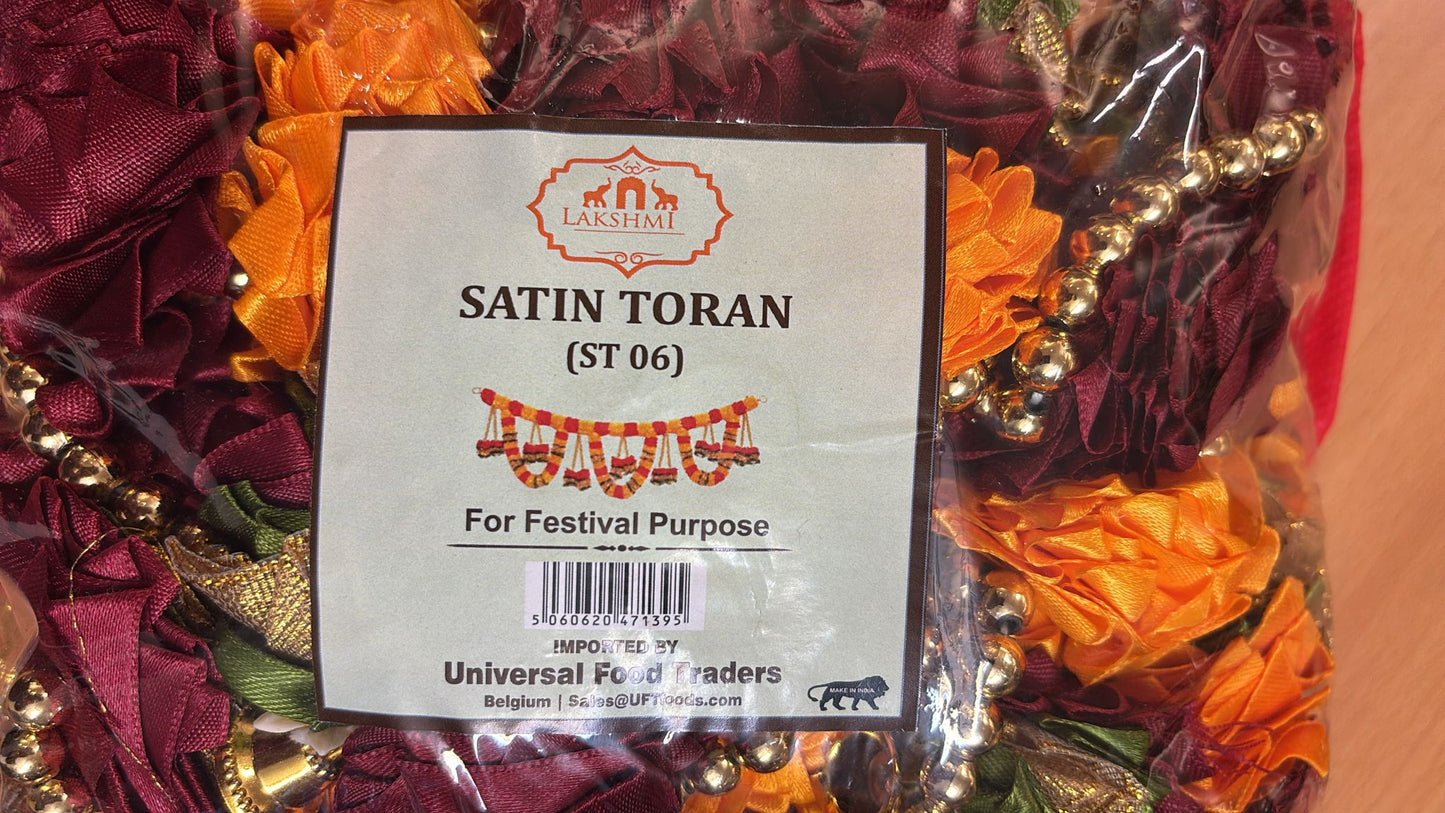 LAKSHMI
SATIN TORAN
(ST 06)
For Festival Purpose
5 060620 471395
IMPORTED BY
Universal Food Traders
Belgium | Sales@UFTfoods.com
MAKE IN INDIA